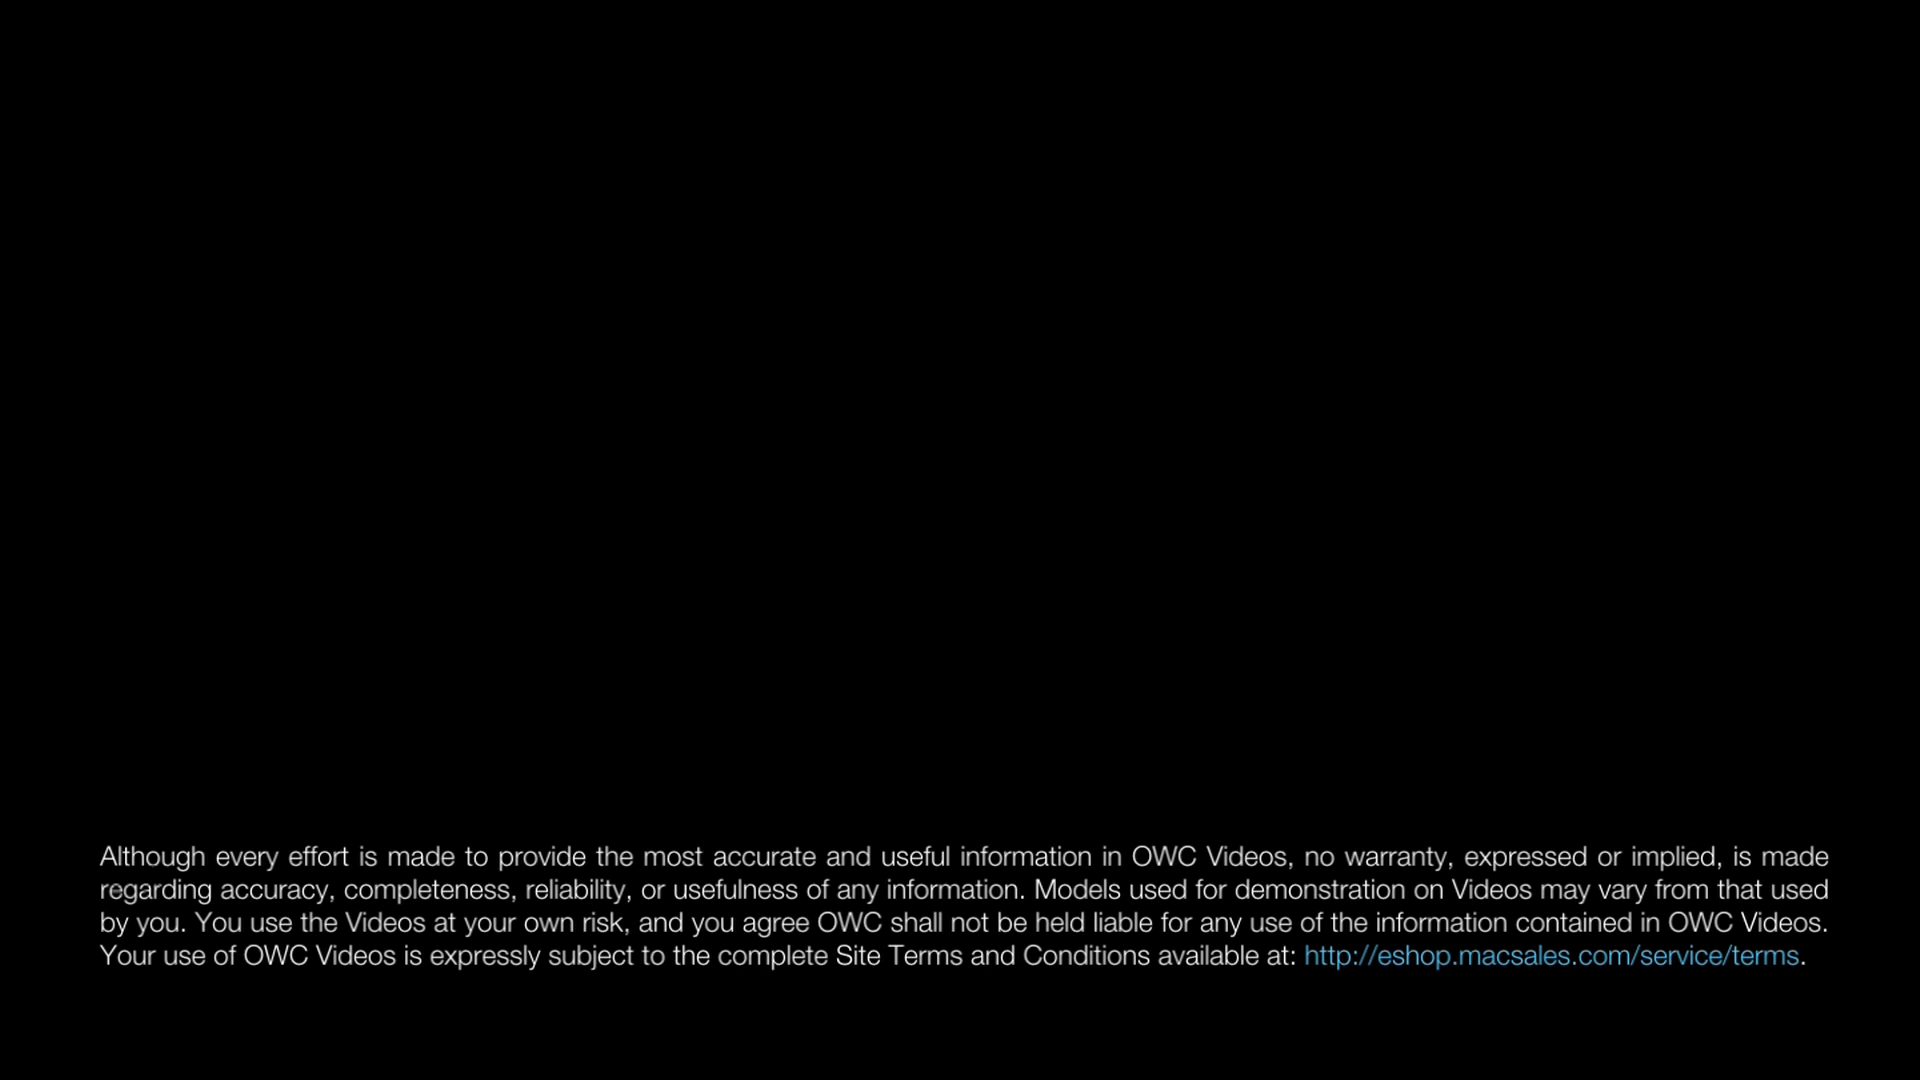 Although every effort is made to provide the most accurate and useful information in OWC Videos, no warranty, expressed or implied, is made
regarding accuracy, completeness, reliability, or usefulness of any information. Models used for demonstration on Videos may vary from that used
by you. You use the Videos at your own risk, and you agree OWC shall not be held liable for any use of the information contained in OWC Videos.
Your use of OWC Videos is expressly subject to the complete Site Terms and Conditions available at: http://eshop.macsales.com/service/terms.